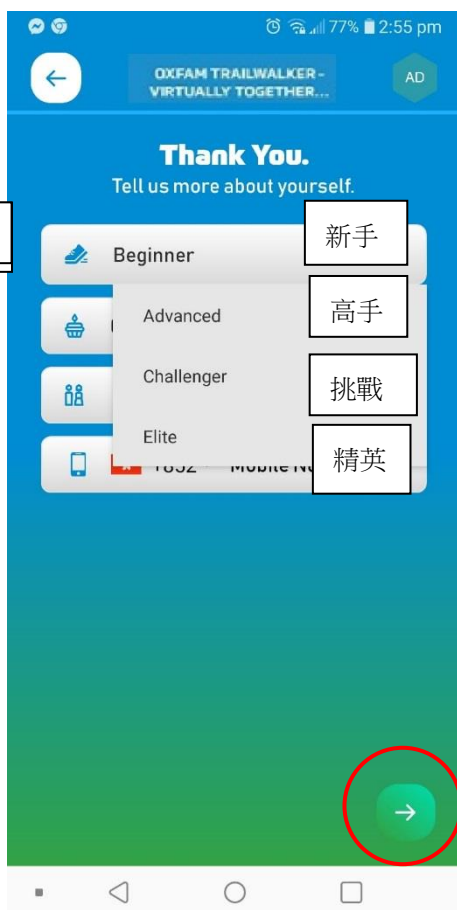 77% 2:55 pm
OXFAM TRAILWALKER -
VIRTUALLY TOGETHER...
AD
Thank You.
Tell us more about yourself.
Beginner
新手
Advanced
高手
Challenger
挑戰
Elite
精英
+852